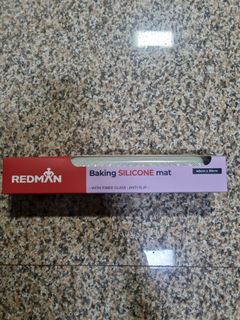 REDMAN
Baking SILICONE mat
- WITH FIBER GLASS - ANTI SLIP -